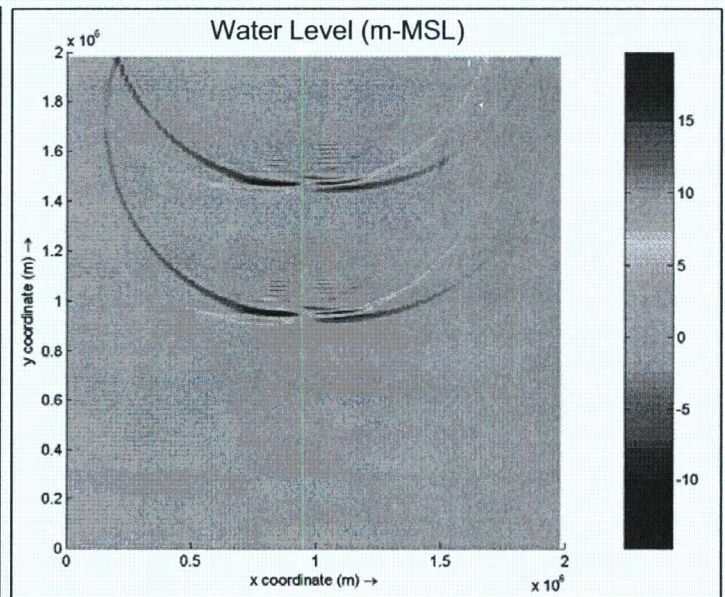 Water Level (m-MSL)
x 10⁶
2
1.8
1.6
1.4
1.2
1
0.8
0.6
0.4
0.2
0
y coordinate (m) →
0 0.5 1 1.5 2
x coordinate (m) →
x 10⁶
15
10
5
0
-5
-10